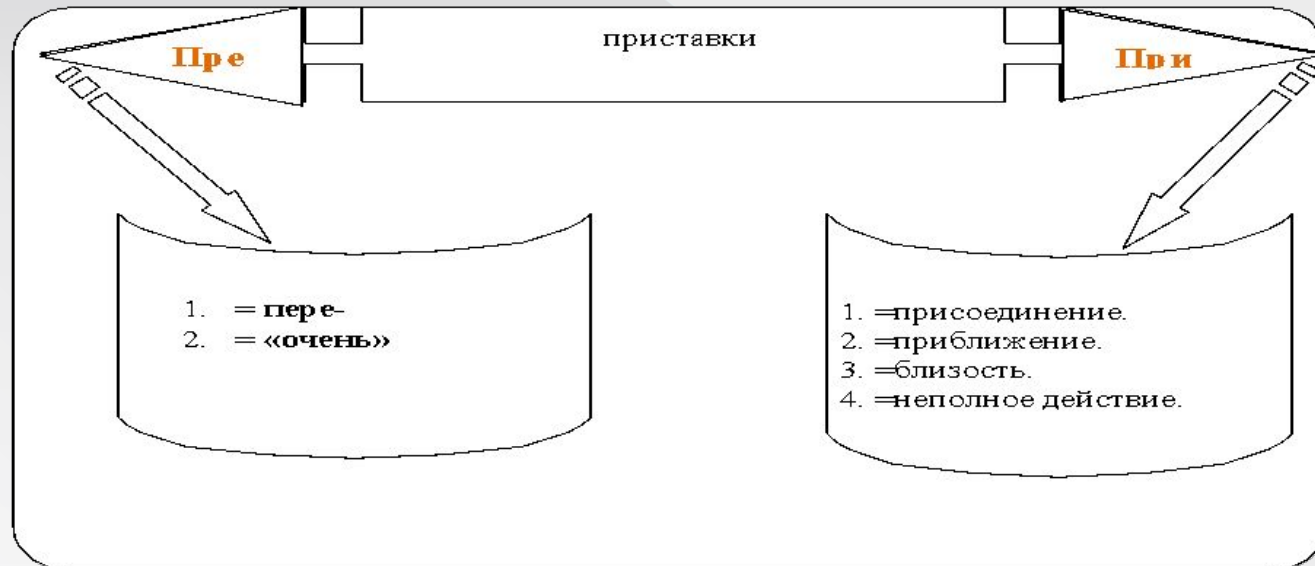 приставки
Пре
При
1. = пере-
2. = «очень»
1. =присоединение.
2. =приближение.
3. =близость.
4. =неполное действие.